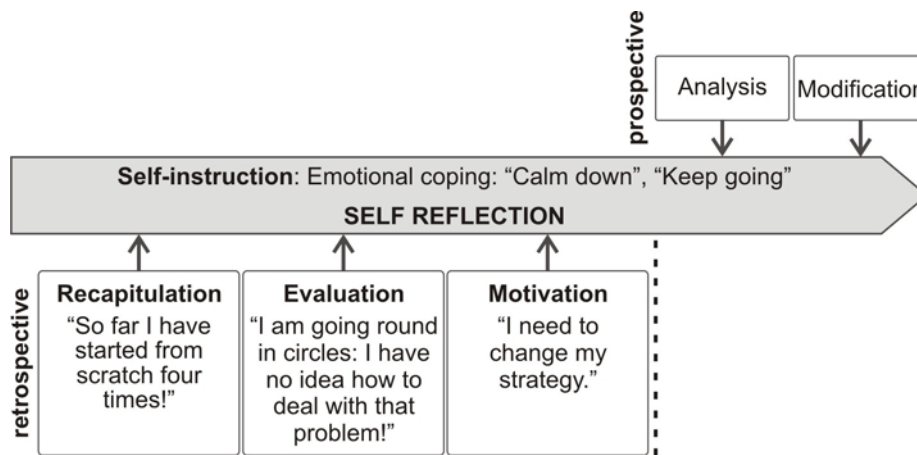 prospective
Analysis
Modification
Self-instruction: Emotional coping: “Calm down”, “Keep going”
SELF REFLECTION
retrospective
Recapitulation
“So far I have
started from
scratch four
times!”
Evaluation
“I am going round
in circles: I have
no idea how to
deal with that
problem!”
Motivation
“I need to
change my
strategy.”